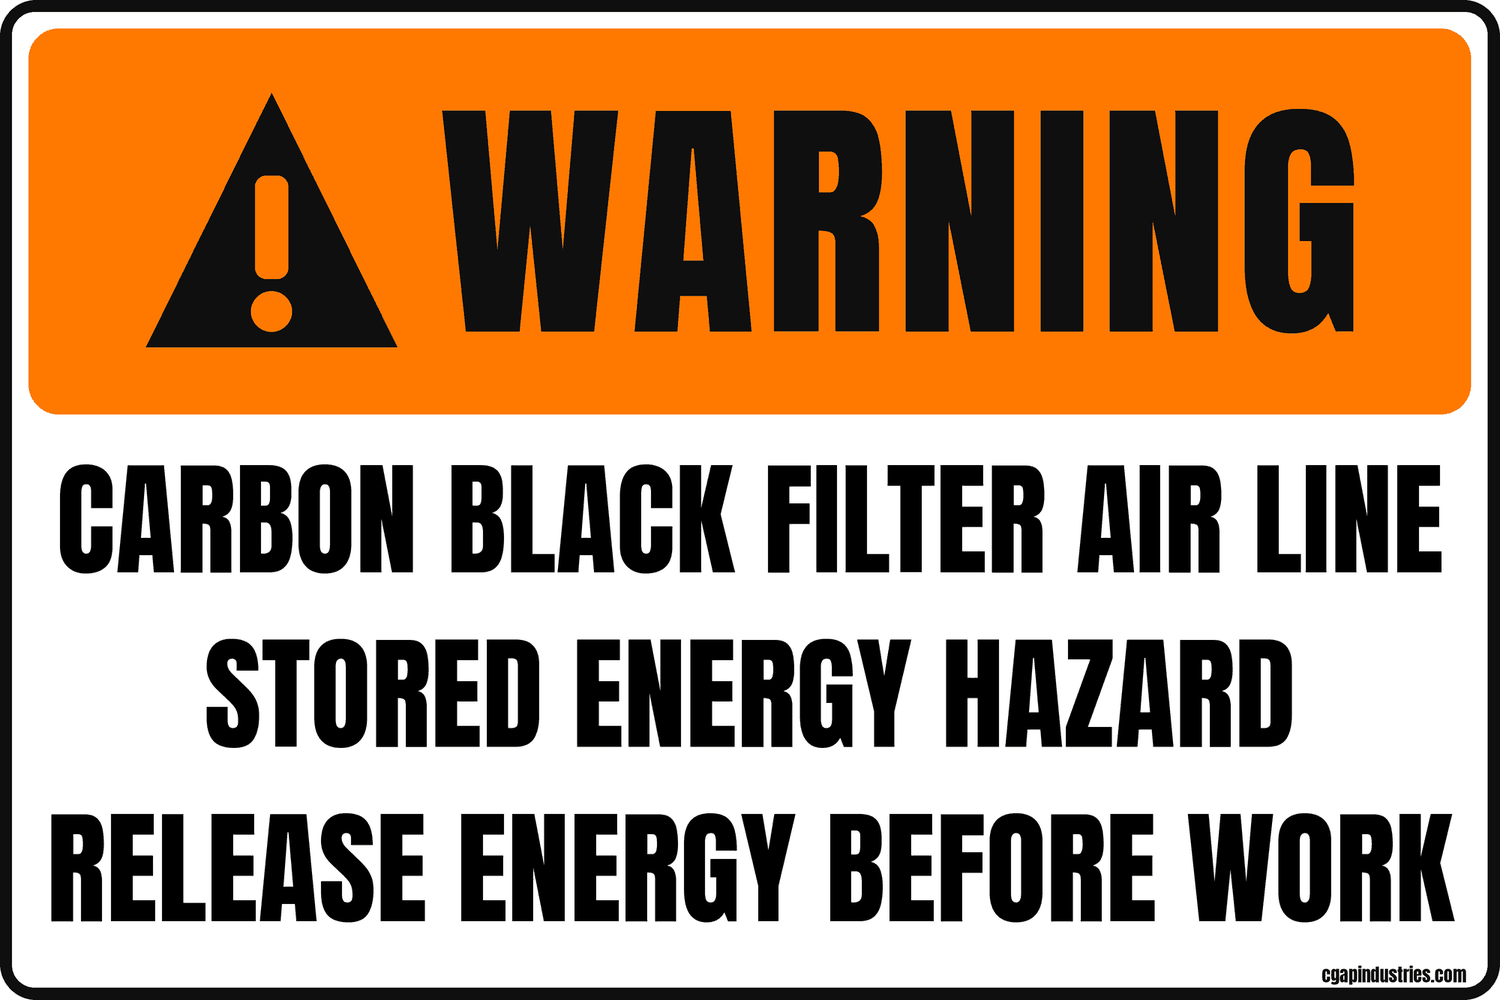 WARNING
CARBON BLACK FILTER AIR LINE
STORED ENERGY HAZARD
RELEASE ENERGY BEFORE WORK
cgapindustries.com